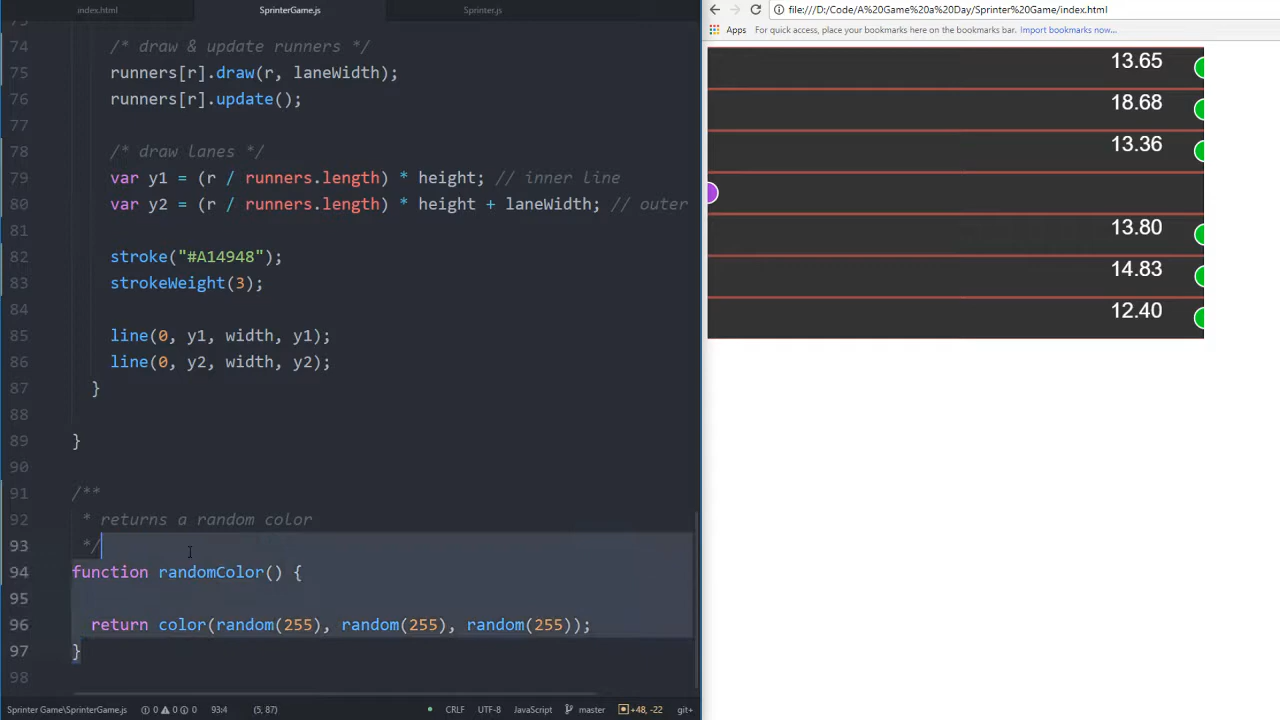 index.html
SprinterGame.js
Sprinter.js
file:///D:/Code/A%20Game%20a%20Day/Sprinter%20Game/index.html
Apps For quick access, place your bookmarks here on the bookmarks bar. Import bookmarks now...
74 /* draw & update runners */
75 runners[r].draw(r, laneWidth);
76 runners[r].update();
77
78 /* draw lanes */
79 var y1 = (r / runners.length) * height; // inner line
80 var y2 = (r / runners.length) * height + laneWidth; // outer
81
82 stroke("#A14948");
83 strokeWeight(3);
84
85 line(0, y1, width, y1);
86 line(0, y2, width, y2);
87 }
88
89 }
90
91 /**
92 * returns a random color
93 */
94 function randomColor() {
95
96 return color(random(255), random(255), random(255));
97 }
98
13.65
18.68
13.36
13.80
14.83
12.40
Sprinter Game\SprinterGame.js 0 0 0 93:4 (5, 87) CRLF UTF-8 JavaScript master +48, -22 git+